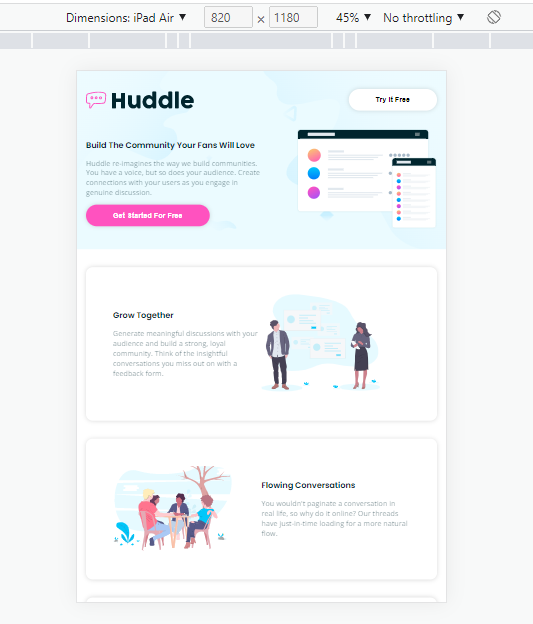 Dimensions: iPad Air ▼ 820 × 1180 45% ▼ No throttling ▼
Huddle
Try It Free
Build The Community Your Fans Will Love
Huddle re-imagines the way we build communities.
You have a voice, but so does your audience. Create
connections with your users as you engage in
genuine discussion.
Get Started For Free
Grow Together
Generate meaningful discussions with your
audience and build a strong, loyal
community. Think of the insightful
conversations you miss out on with a
feedback form.
Flowing Conversations
You wouldn't paginate a conversation in
real life, so why do it online? Our threads
have just-in-time loading for a more natural
flow.